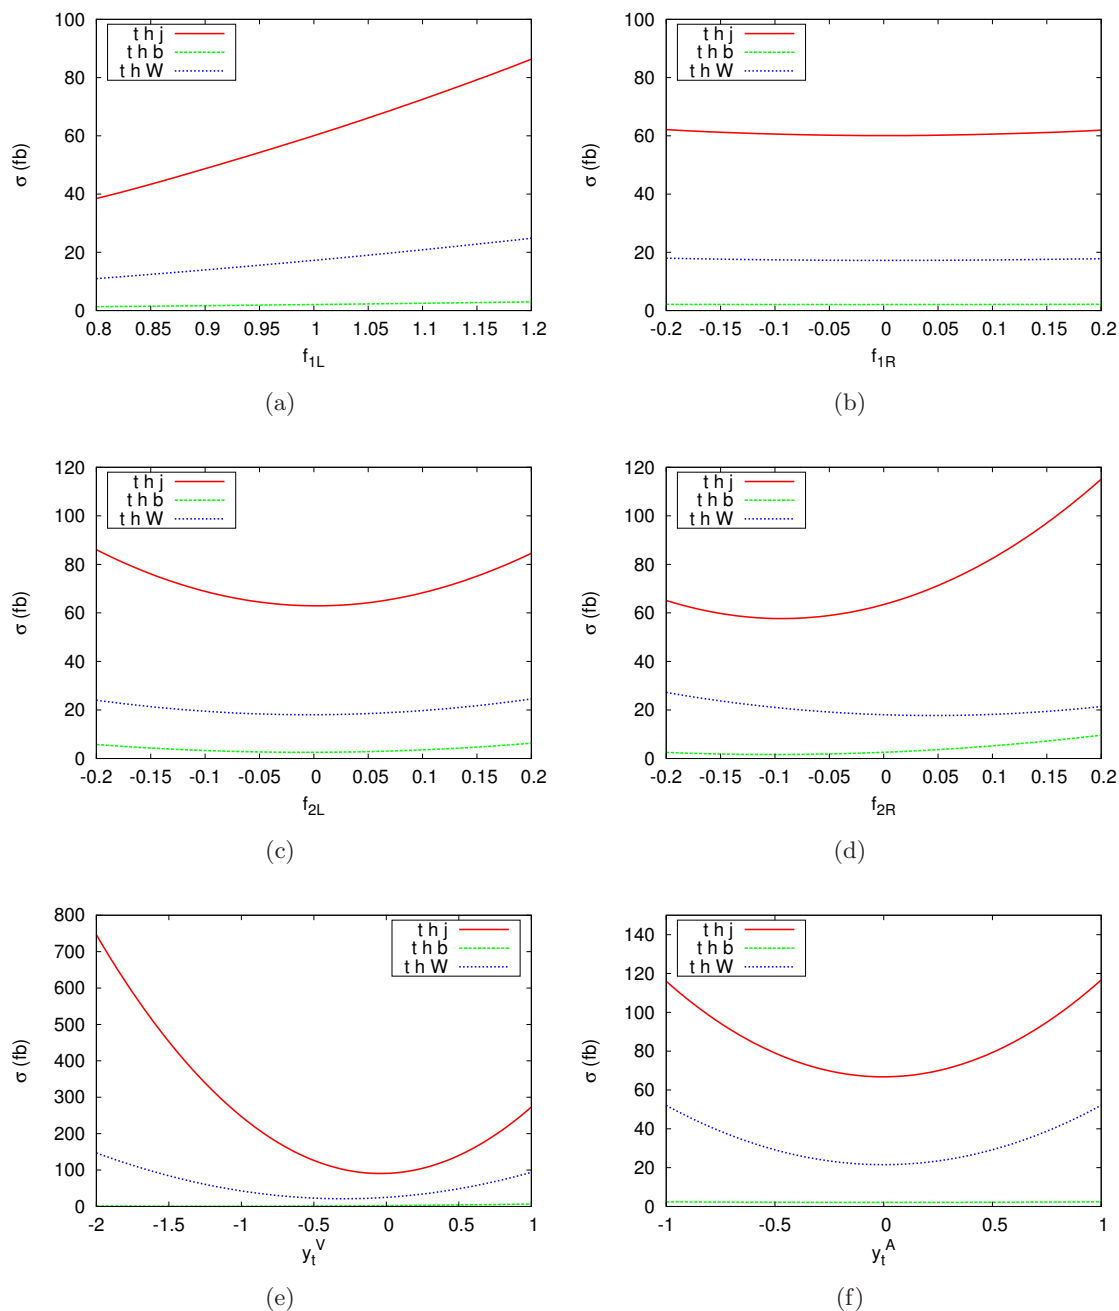 100
80
60
40
20
0
σ (fb)
t h j
t h b
t h W
0.8 0.85 0.9 0.95 1 1.05 1.1 1.15 1.2
f1L
(a)
100
80
60
40
20
0
σ (fb)
t h j
t h b
t h W
-0.2 -0.15 -0.1 -0.05 0 0.05 0.1 0.15 0.2
f1R
(b)
120
100
80
60
40
20
0
σ (fb)
t h j
t h b
t h W
-0.2 -0.15 -0.1 -0.05 0 0.05 0.1 0.15 0.2
f2L
(c)
120
100
80
60
40
20
0
σ (fb)
t h j
t h b
t h W
-0.2 -0.15 -0.1 -0.05 0 0.05 0.1 0.15 0.2
f2R
(d)
800
700
600
500
400
300
200
100
0
σ (fb)
t h j
t h b
t h W
-2 -1.5 -1 -0.5 0 0.5 1
ytV
(e)
140
120
100
80
60
40
20
0
σ (fb)
t h j
t h b
t h W
-1 -0.5 0 0.5 1
ytA
(f)